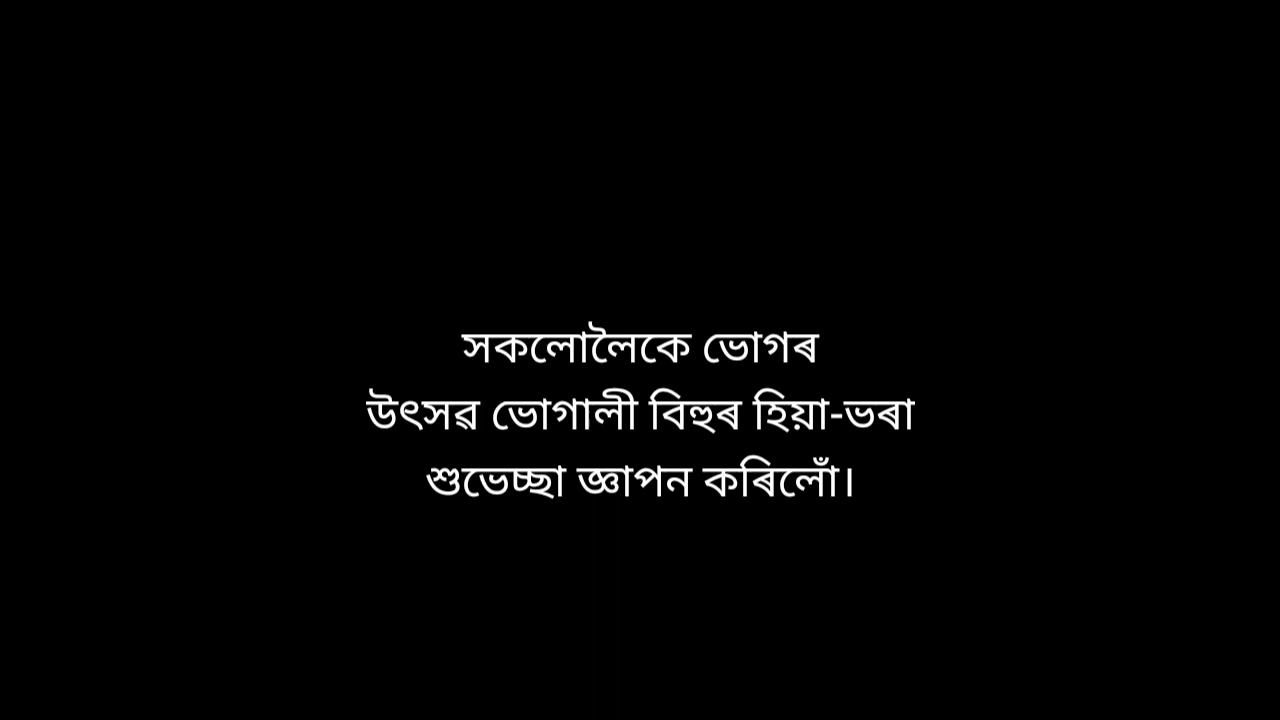 সকলোলৈকে ভোগৰ
উৎসৱ ভোগালী বিহুৰ হিয়া-ভৰা
শুভেচ্ছা জ্ঞাপন কৰিলোঁ।